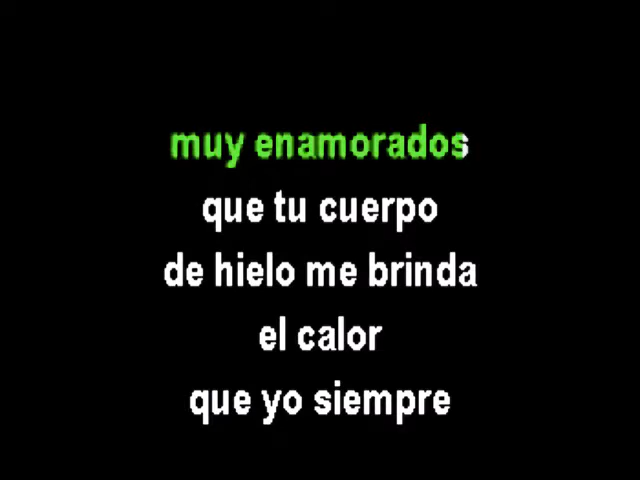 muy enamorados
que tu cuerpo
de hielo me brinda
el calor
que yo siempre